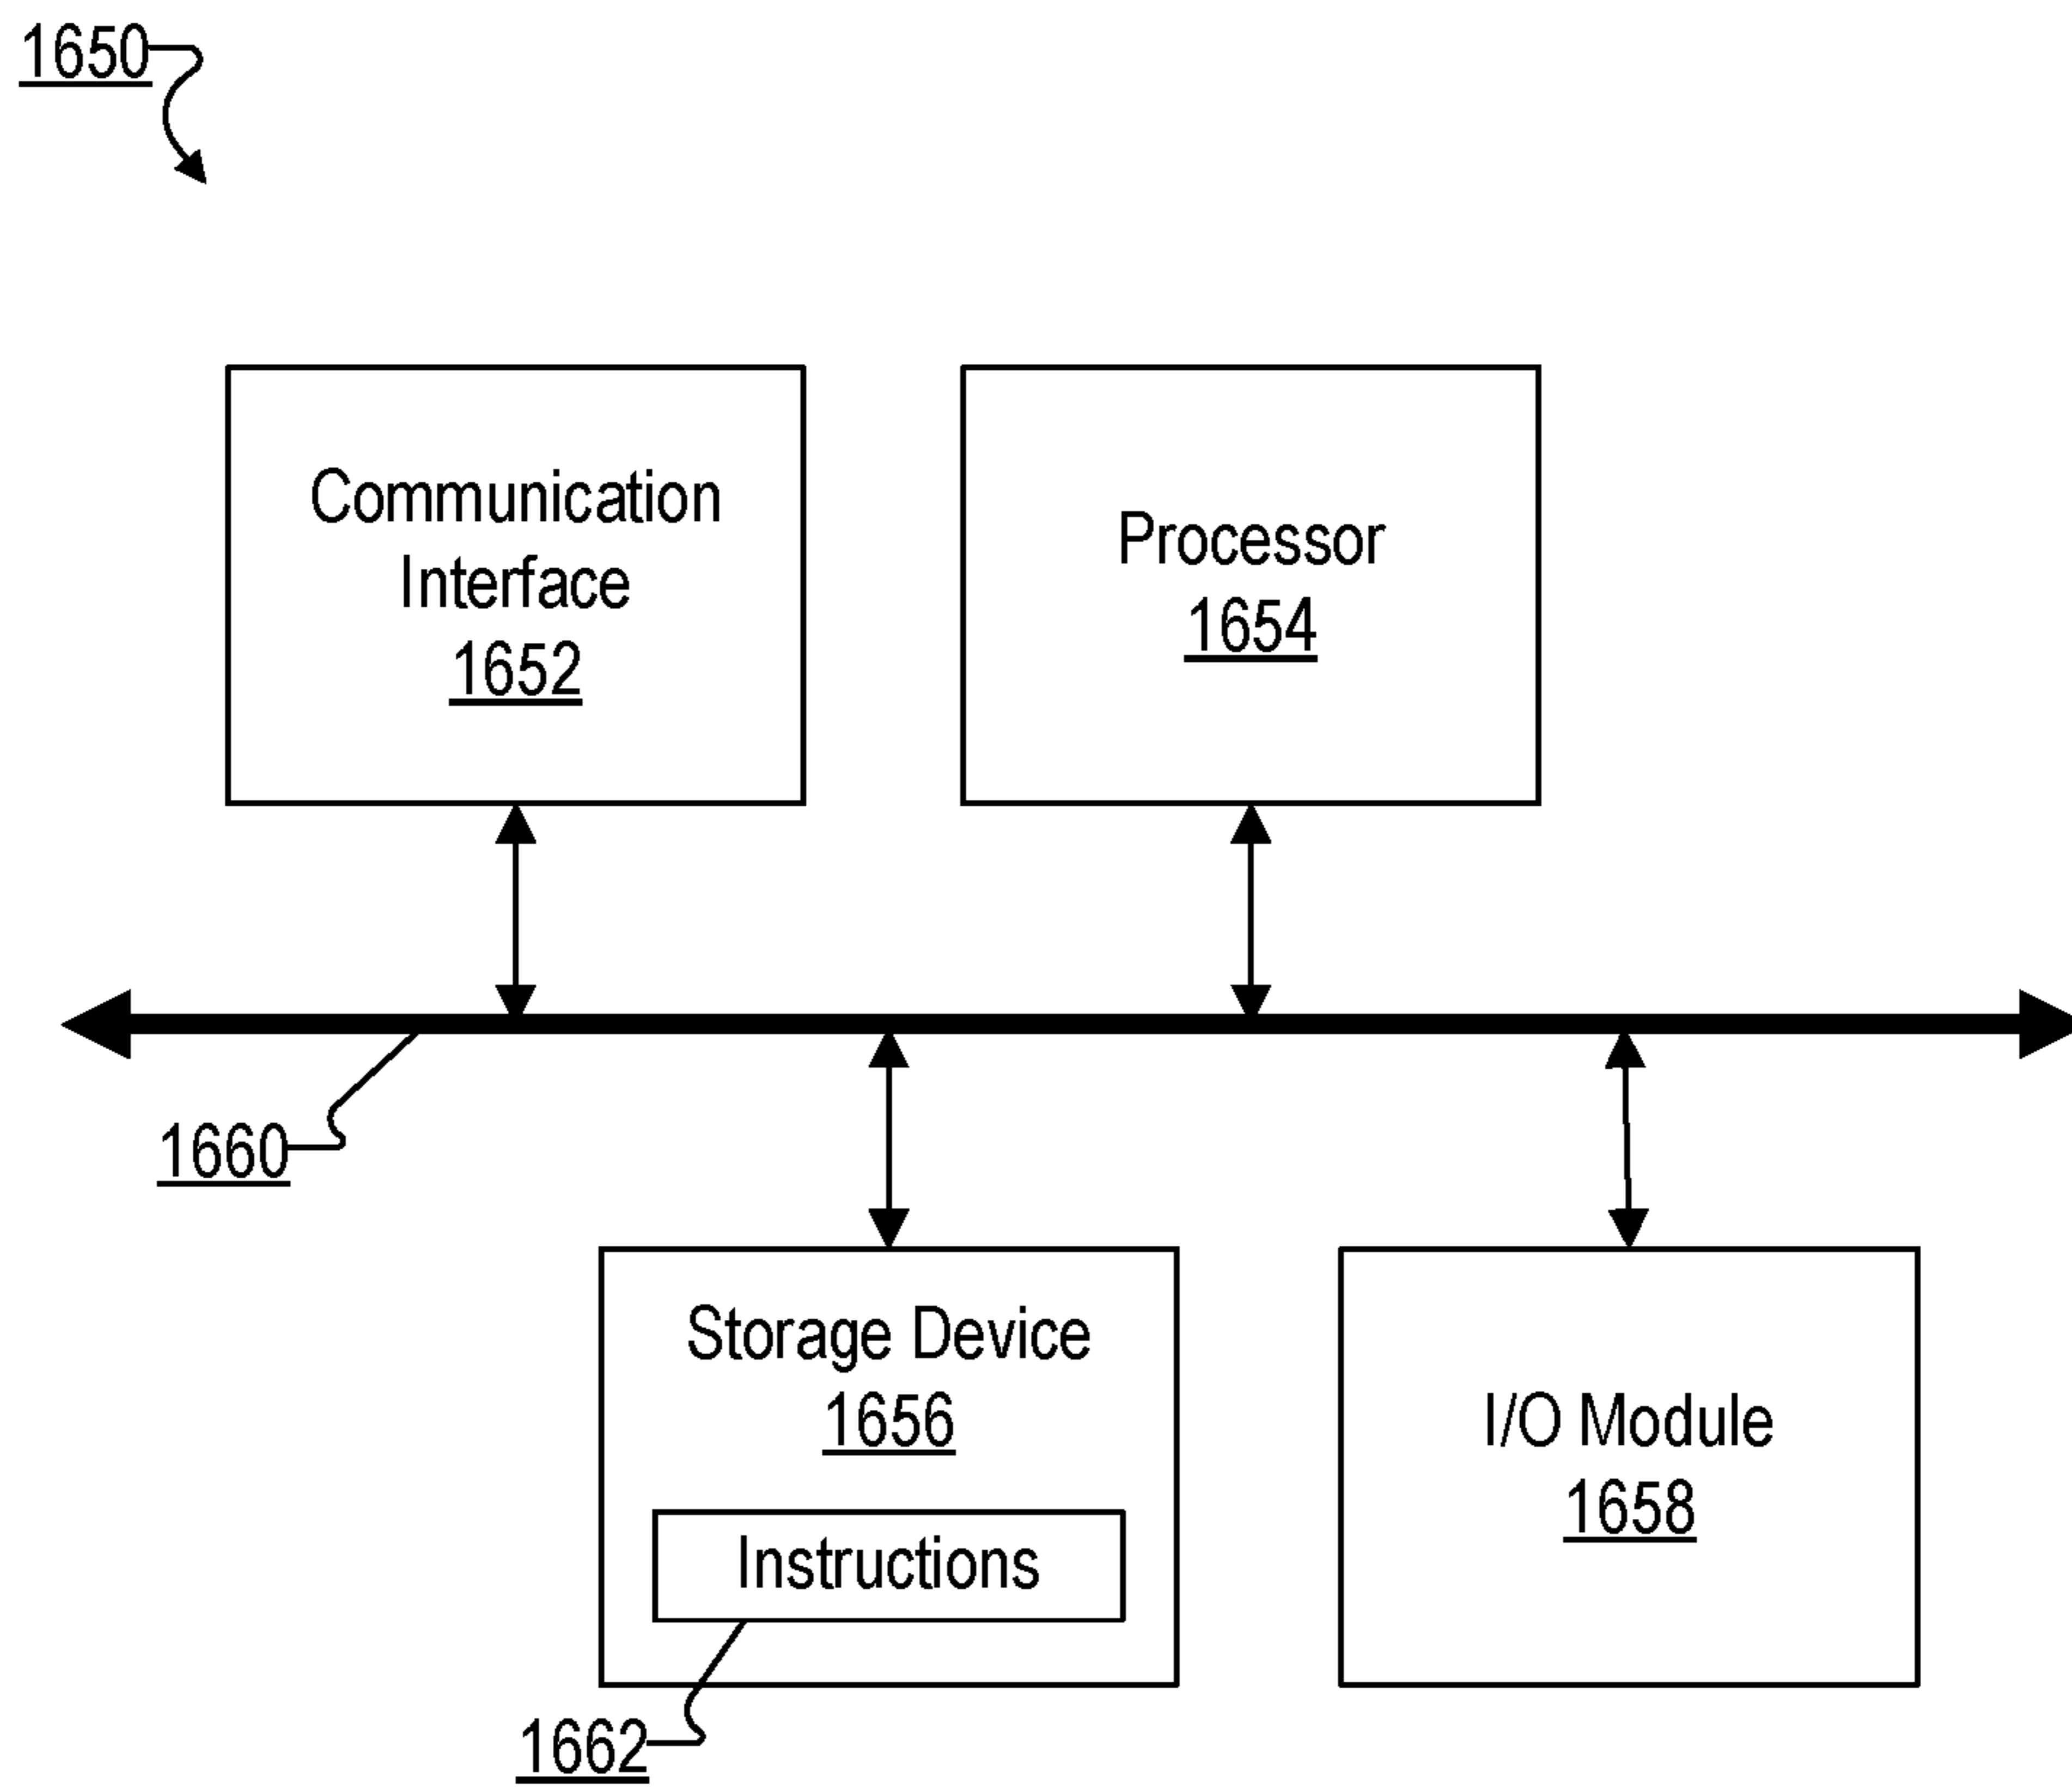 1650
Communication
Interface
1652
Processor
1654
1660
Storage Device
1656
Instructions
1662
I/O Module
1658